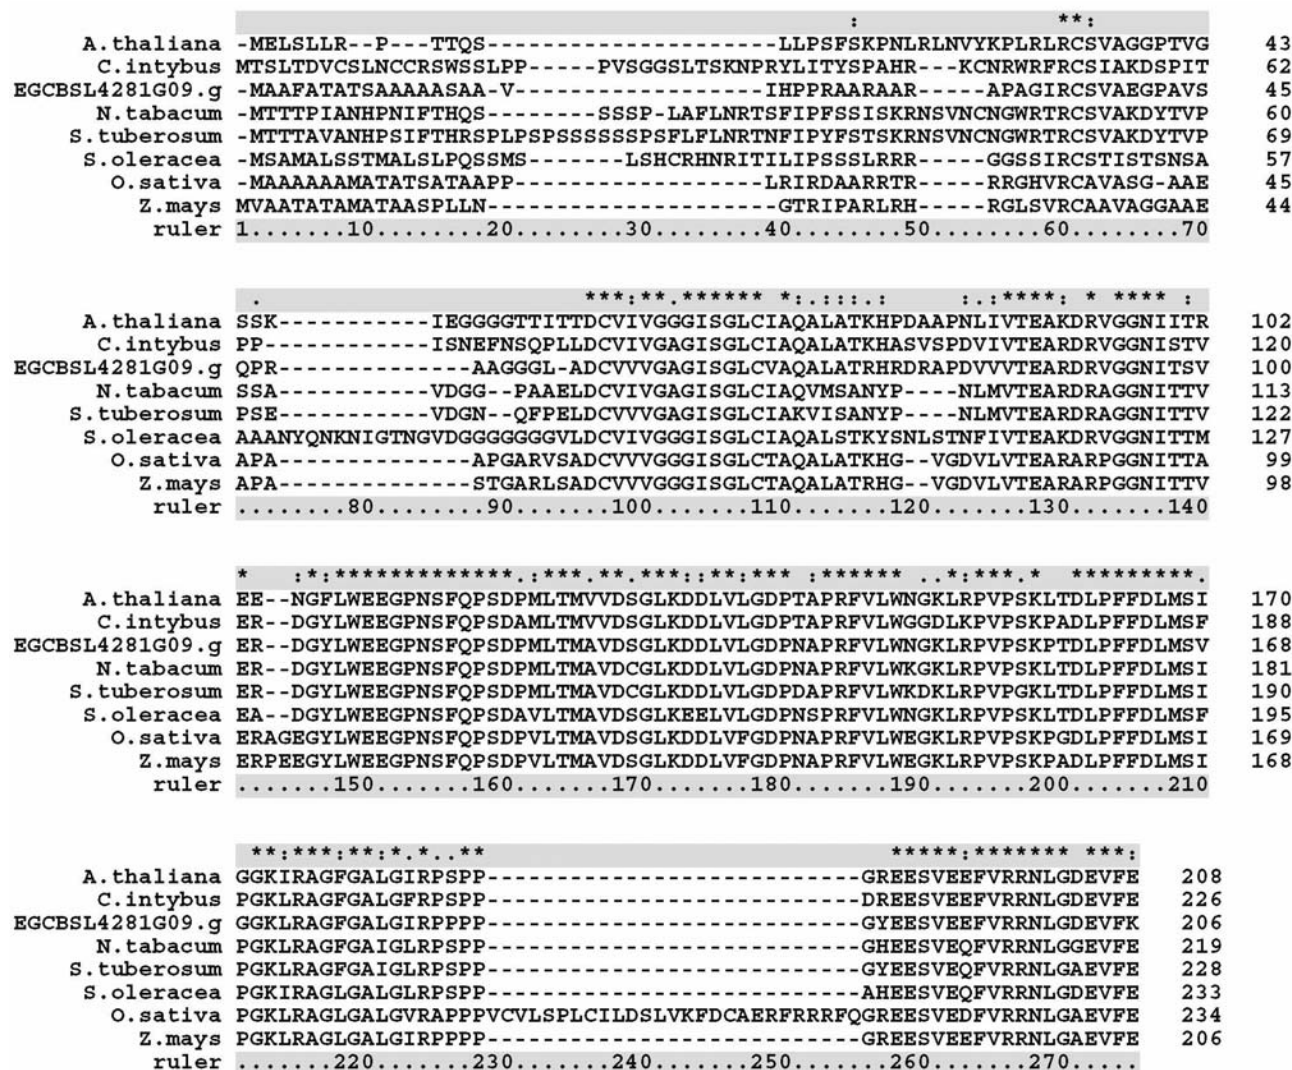 : **:
A.thaliana -MELSLLR--P---TTQS---------------------LLPSFSKPNLRLNVYKPLRLRCSVAGGPTVG 43
C.intybus MTSLTDVCSLNCCRSWSSLPP-----PVSGGSLTSKNPRYLITYSPAHR---KCNRWRFRCSIAKDSPIT 62
EGCBSL4281G09.g -MAAFATATSAAAAASAA-V------------------IHPPRAARAAR-----APAGIRCSVAEGPAVS 45
N.tabacum -MTTTPIANHPNIFTHQS--------SSSP-LAFLNRTSFIPFSSISKRNSVNCNGWRTRCSVAKDYTVP 60
S.tuberosum -MTTTAVANHPSIFTHRSPLPSPSSSSSSPSFLFLNRTNFIPYFSTSKRNSVNCNGWRTRCSVAKDYTVP 69
S.oleracea -MSAMALSSTMALSLPQSSMS-------LSHCRHNRITILIPSSSLRRR-----GGSSIRCSTISTSNSA 57
O.sativa -MAAAAAAMATATSATAAPP------------------LRIRDAARRTR-----RRGHVRCAVASG-AAE 45
Z.mays MVAATATAMATAASPLLN---------------------GTRIPARLRH-----RGLSVRCAAVAGGAAE 44
ruler 1.......10........20........30........40........50........60........70
. ***:**.****** *:.:::.:: :.:****: * **** :
A.thaliana SSK-----------IEGGGGTTITTDCVIVGGGISGLCIAQALATKHPDAAPNLIVTEAKDRVGGNIITR 102
C.intybus PP------------ISNEFNSQPLLDCVIVGAGISGLCIAQALATKHASVSPDVIVTEARDRVGGNISTV 120
EGCBSL4281G09.g QPR--------------AAGGGL-ADCVVVGAGISGLCVAQALATRHRDRAPDVVVTEARDRVGGNITSV 100
N.tabacum SSA-----------VDGG--PAAELDCVIVGAGISGLCIAQVMSANYP----NLMVTEARDRAGGNITTV 113
S.tuberosum PSE-----------VDGN--QFPELDCVVVGAGISGLCIAKVISANYP----NLMVTEARDRAGGNITTV 122
S.oleracea AAANYQNKNIGTNGVDGGGGGGGVLDCVIVGGGISGLCIAQALSTKYSNLSTNFIVTEARDRVGGNITTM 127
O.sativa APA--------------APGARVSADCVVVGGGISGLCTAQALATKHG--VGDVLVTEARARPGGNITTA 99
Z.mays APA--------------STGARLSADCVVVGGGISGLCTAQALATRHG--VGDVLVTEARARPGGNITTV 98
ruler ........80........90.......100.......110.......120.......130.......140
* :*:*************.:***.**.***::**:*** :****** ..*:***.* *********.
A.thaliana EE--NGFLWEEGPNSFQPSDPMLTMVVDSGLKDDLVLGDPTAPRFVLWNGKLRPVPSKLTDLPFFDLMSI 170
C.intybus ER--DGYLWEEGPNSFQPSDAMLTMVVDSGLKDDLVLGDPTAPRFVLWGGDLKPVPSKPADLPFFDLMSF 188
EGCBSL4281G09.g ER--DGYLWEEGPNSFQPSDPMLTMAVDSGLKDDLVLGDPNAPRFVLWNGKLRPVPSKPTDLPFFDLMSV 168
N.tabacum ER--DGYLWEEGPNSFQPSDPMLTMAVDCGLKDDLVLGDPNAPRFVLWKGKLRPVPSKLTDLPFFDLMSI 181
S.tuberosum ER--DGYLWEEGPNSFQPSDPMLTMAVDCGLKDDLVLGDPDAPRFVLWKDKLRPVPGKLTDLPFFDLMSI 190
S.oleracea EA--DGYLWEEGPNSFQPSDAVLTMAVDSGLKEELVLGDPNSPRFVLWNGKLRPVPSKLTDLPFFDLMSF 195
O.sativa ERAGEGYLWEEGPNSFQPSDPVLTMAVDSGLKDDLVFGDPNAPRFVLWEGKLRPVPSKPGDLPFFDLMSI 169
Z.mays ERPEEGYLWEEGPNSFQPSDPVLTMAVDSGLKDDLVFGDPNAPRFVLWEGKLRPVPSKPADLPFFDLMSI 168
ruler .......150.......160.......170.......180.......190.......200.......210
**:***:**:*.*..** *****:******* ***:
A.thaliana GGKIRAGFGALGIRPSPP---------------------------GREESVEEFVRRNLGDEVFE 208
C.intybus PGKLRAGFGALGFRPSPP---------------------------DREESVEEFVRRNLGDEVFE 226
EGCBSL4281G09.g GGKLRAGFGALGIRPPPP---------------------------GYEESVEEFVRRNLGDEVFK 206
N.tabacum PGKLRAGFGAIGLRPSPP---------------------------GHEESVEQFVRRNLGGEVFE 219
S.tuberosum PGKLRAGFGAIGLRPSPP---------------------------GYEESVEQFVRRNLGAEVFE 228
S.oleracea PGKIRAGLGALGLRPSPP---------------------------AHEESVEQFVRRNLGDEVFE 233
O.sativa PGKLRAGLGALGVRAPPPVCVLSPLCILDSLVKFDCAERFRRRFQGREESVEDFVRRNLGAEVFE 234
Z.mays PGKLRAGLGALGIRPPPP---------------------------GREESVEEFVRRNLGAEVFE 206
ruler .......220.......230.......240.......250.......260.......270.....